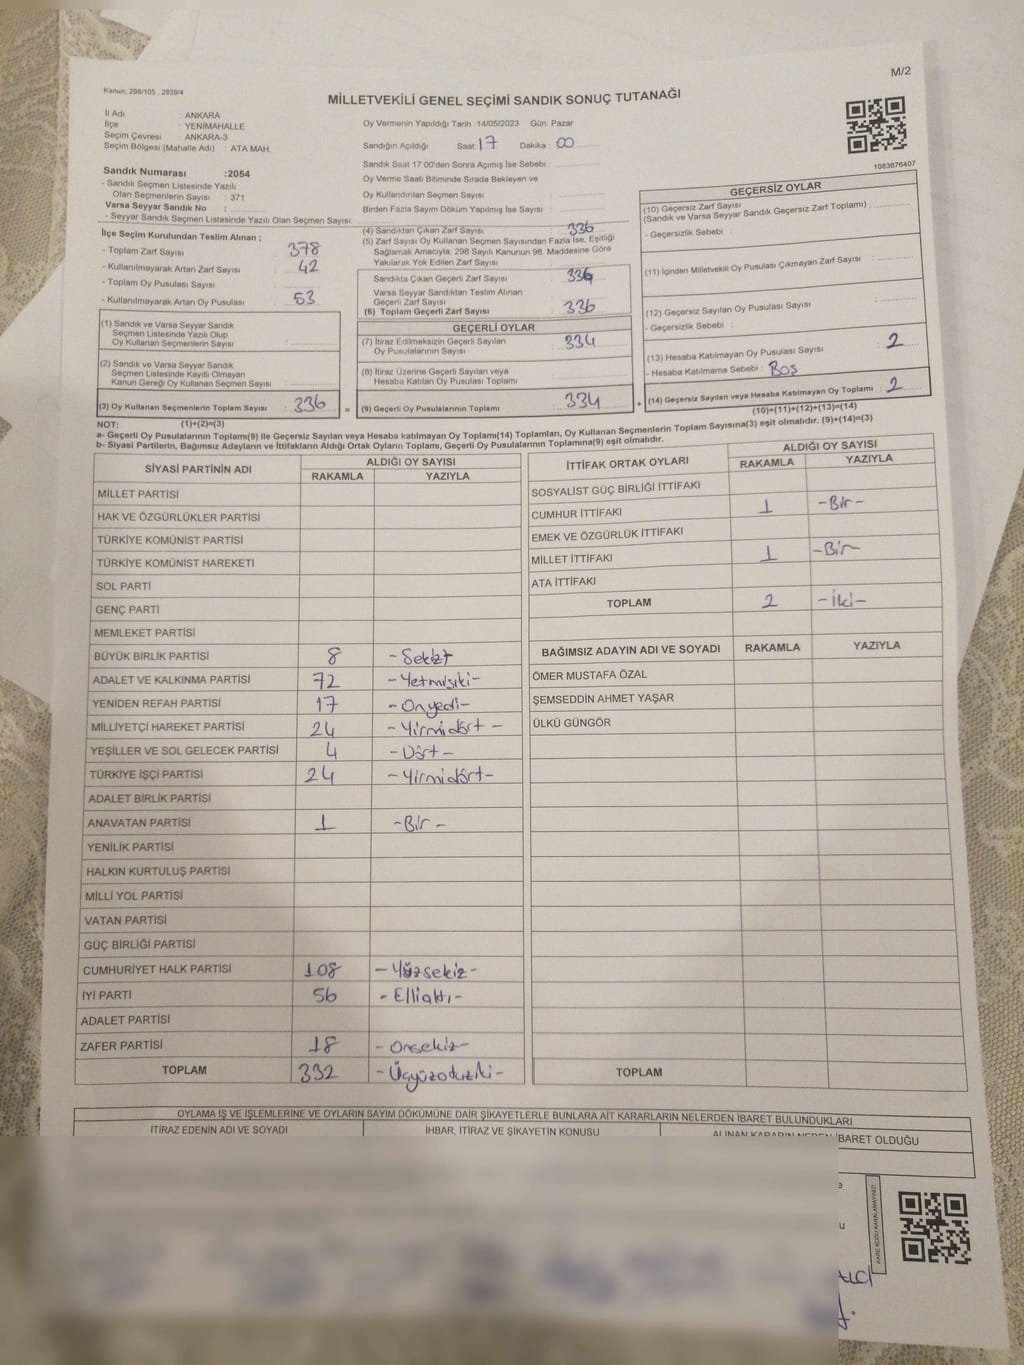 M/2
Kanun: 298/105 , 2839/4
MİLLETVEKİLİ GENEL SEÇİMİ SANDIK SONUÇ TUTANAĞI
1083676407
İl Adı ANKARA
İlçe YENİMAHALLE
Seçim Çevresi ANKARA-3
Seçim Bölgesi (Mahalle Adı) : ATA MAH.
Oy Vermenin Yapıldığı Tarih :14/05/2023 Gün: Pazar
Sandığın Açıldığı Saat: 17 Dakika : 00
Sandık Saat 17:00'den Sonra Açımış İse Sebebi :
Oy Verme Saati Bitiminde Sırada Bekleyen ve
Oy Kullandırılan Seçmen Sayısı :
Birden Fazla Sayım Döküm Yapılmış İse Sayısı :
Sandık Numarası :2054
- Sandık Seçmen Listesinde Yazılı
Olan Seçmenlerin Sayısı : 371
Varsa Seyyar Sandık No :
- Seyyar Sandık Seçmen Listesinde Yazılı Olan Seçmen Sayısı:
İlçe Seçim Kurulundan Teslim Alınan ;
- Toplam Zarf Sayısı 378
- Kullanılmayarak Artan Zarf Sayısı 42
- Toplam Oy Pusulası Sayısı
- Kullanılmayarak Artan Oy Pusulası 53
(1) Sandık ve Varsa Seyyar Sandık
Seçmen Listesinde Yazılı Olup
Oy Kullanan Seçmenlerin Sayısı :
(2) Sandık ve Varsa Seyyar Sandık
Seçmen Listesinde Kayıtlı Olmayan
Kanun Gereği Oy Kullanan Seçmen Sayısı :
(3) Oy Kullanan Seçmenlerin Toplam Sayısı : 336 =
(4) Sandıktan Çıkan Zarf Sayısı : 336
(5) Zarf Sayısı Oy Kullanan Seçmen Sayısından Fazla İse, Eşitliği
Sağlamak Amacıyla; 298 Sayılı Kanunun 98. Maddesine Göre
Yakılarak Yok Edilen Zarf Sayısı
Sandıkta Çıkan Geçerli Zarf Sayısı : 336
Varsa Seyyar Sandıktan Teslim Alınan
Geçerli Zarf Sayısı
(6) Toplam Geçerli Zarf Sayısı : 336
GEÇERLİ OYLAR
(7) İtiraz Edilmeksizin Geçerli Sayılan
Oy Pusulalarının Sayısı : 334
(8) İtiraz Üzerine Geçerli Sayılan veya
Hesaba Katılan Oy Pusulası Toplamı :
(9) Geçerli Oy Pusulalarının Toplamı : 334 +
GEÇERSİZ OYLAR
(10) Geçersiz Zarf Sayısı
(Sandık ve Varsa Seyyar Sandık Geçersiz Zarf Toplamı) :
- Geçersizlik Sebebi :
(11) İçinden Milletvekili Oy Pusulası Çıkmayan Zarf Sayısı :
(12) Geçersiz Sayılan Oy Pusulası Sayısı :
- Geçersizlik Sebebi :
(13) Hesaba Katılmayan Oy Pusulası Sayısı : 2
- Hesaba Katılmama Sebebi : Boş
(14) Geçersiz Sayılan veya Hesaba Katılmayan Oy Toplamı : 2
(10)+(11)+(12)+(13)=(14)
NOT: (1)+(2)=(3)
a- Geçerli Oy Pusulalarının Toplamı(9) ile Geçersiz Sayılan veya Hesaba katılmayan Oy Toplamı(14) Toplamları, Oy Kullanan Seçmenlerin Toplam Sayısına(3) eşit olmalıdır. (9)+(14)=(3)
b- Siyasi Partilerin, Bağımsız Adayların ve İttifakların Aldığı Oyların Toplamı, Geçerli Oy Pusulalarının Toplamına(9) eşit olmalıdır.
SİYASİ PARTİNİN ADI ALDIĞI OY SAYISI
RAKAMLA YAZIYLA
MİLLET PARTİSİ
HAK VE ÖZGÜRLÜKLER PARTİSİ
TÜRKİYE KOMÜNİST PARTİSİ
TÜRKİYE KOMÜNİST HAREKETİ
SOL PARTİ
GENÇ PARTİ
MEMLEKET PARTİSİ
BÜYÜK BİRLİK PARTİSİ 8 -Sekiz-
ADALET VE KALKINMA PARTİSİ 72 -Yetmişiki-
YENİDEN REFAH PARTİSİ 17 -Onyedi-
MİLLİYETÇİ HAREKET PARTİSİ 24 -Yirmidört-
YEŞİLLER VE SOL GELECEK PARTİSİ 4 -Dört-
TÜRKİYE İŞÇİ PARTİSİ 24 -Yirmidört-
ADALET BİRLİK PARTİSİ
ANAVATAN PARTİSİ 1 -Bir-
YENİLİK PARTİSİ
HALKIN KURTULUŞ PARTİSİ
MİLLİ YOL PARTİSİ
VATAN PARTİSİ
GÜÇ BİRLİĞİ PARTİSİ
CUMHURİYET HALK PARTİSİ 108 -Yüzsekiz-
İYİ PARTİ 56 -Ellialtı-
ADALET PARTİSİ
ZAFER PARTİSİ 18 -Onsekiz-
TOPLAM 332 -Üçyüzotuziki-
İTTİFAK ORTAK OYLARI ALDIĞI OY SAYISI
RAKAMLA YAZIYLA
SOSYALİST GÜÇ BİRLİĞİ İTTİFAKI
CUMHUR İTTİFAKI 1 -Bir-
EMEK VE ÖZGÜRLÜK İTTİFAKI
MİLLET İTTİFAKI 1 -Bir-
ATA İTTİFAKI
TOPLAM 2 -İki-
BAĞIMSIZ ADAYIN ADI VE SOYADI RAKAMLA YAZIYLA
ÖMER MUSTAFA ÖZAL
ŞEMSEDDİN AHMET YAŞAR
ÜLKÜ GÜNGÖR
TOPLAM
OYLAMA İŞ VE İŞLEMLERİNE VE OYLARIN SAYIM DÖKÜMÜNE DAİR ŞİKAYETLERLE BUNLARA AİT KARARLARIN NELERDEN İBARET BULUNDUKLARI
İTİRAZ EDENİN ADI VE SOYADI İHBAR, İTİRAZ VE ŞİKAYETİN KONUSU ALINAN KARARIN NEDEN İBARET OLDUĞU